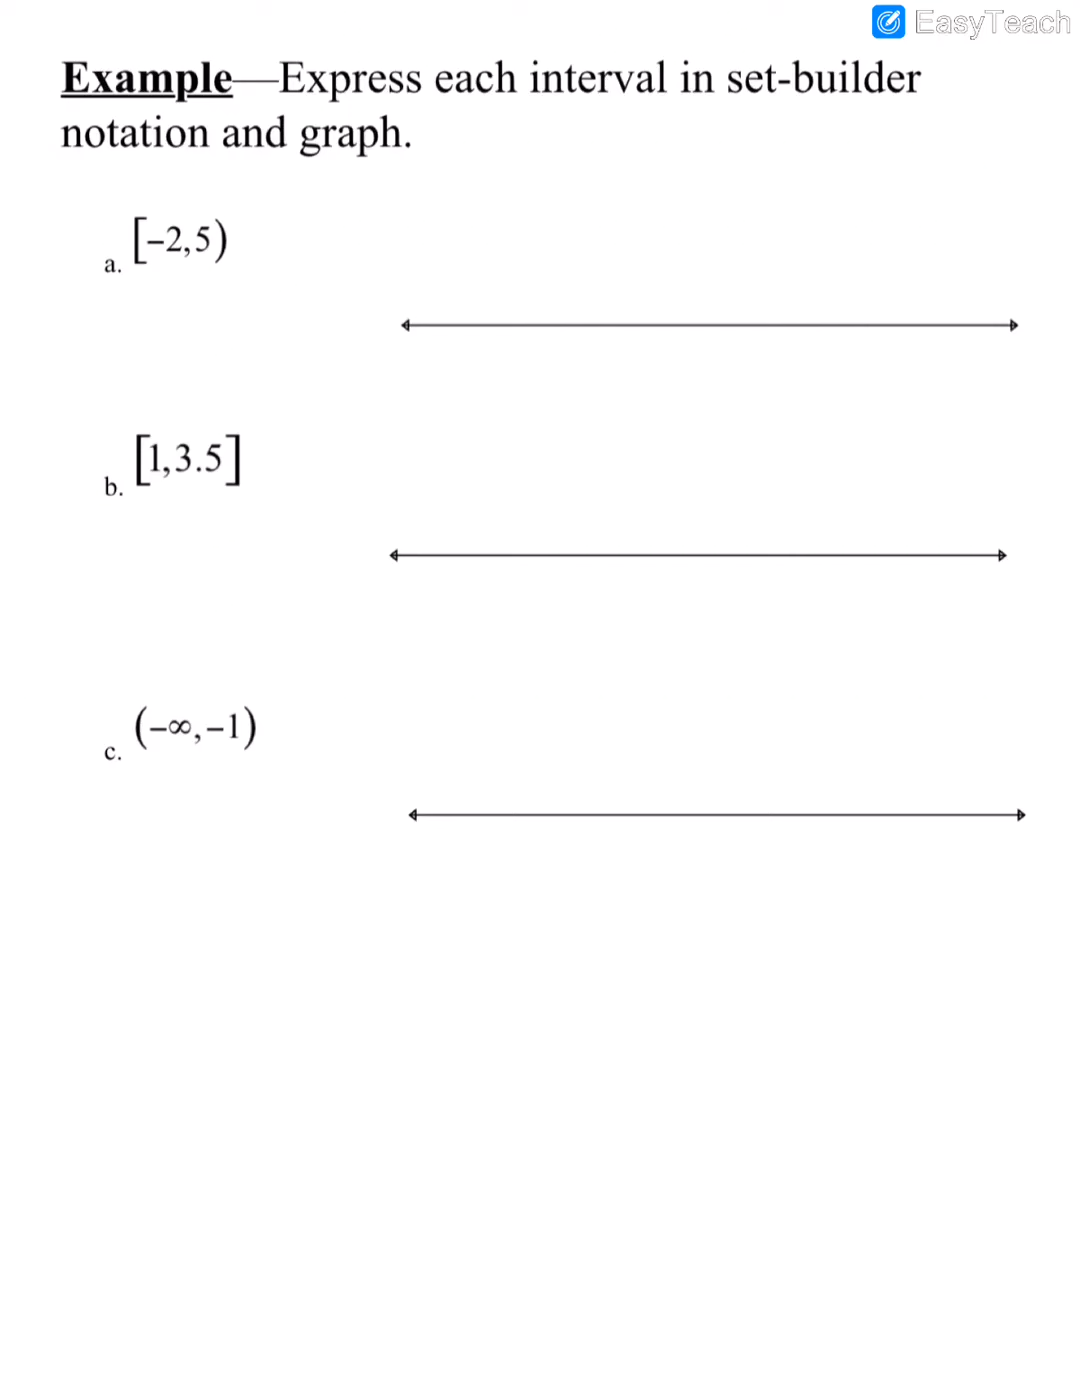 EasyTeach
Example—Express each interval in set-builder
notation and graph.
a. [−2,5)
b. [1,3.5]
c. (−∞,−1)